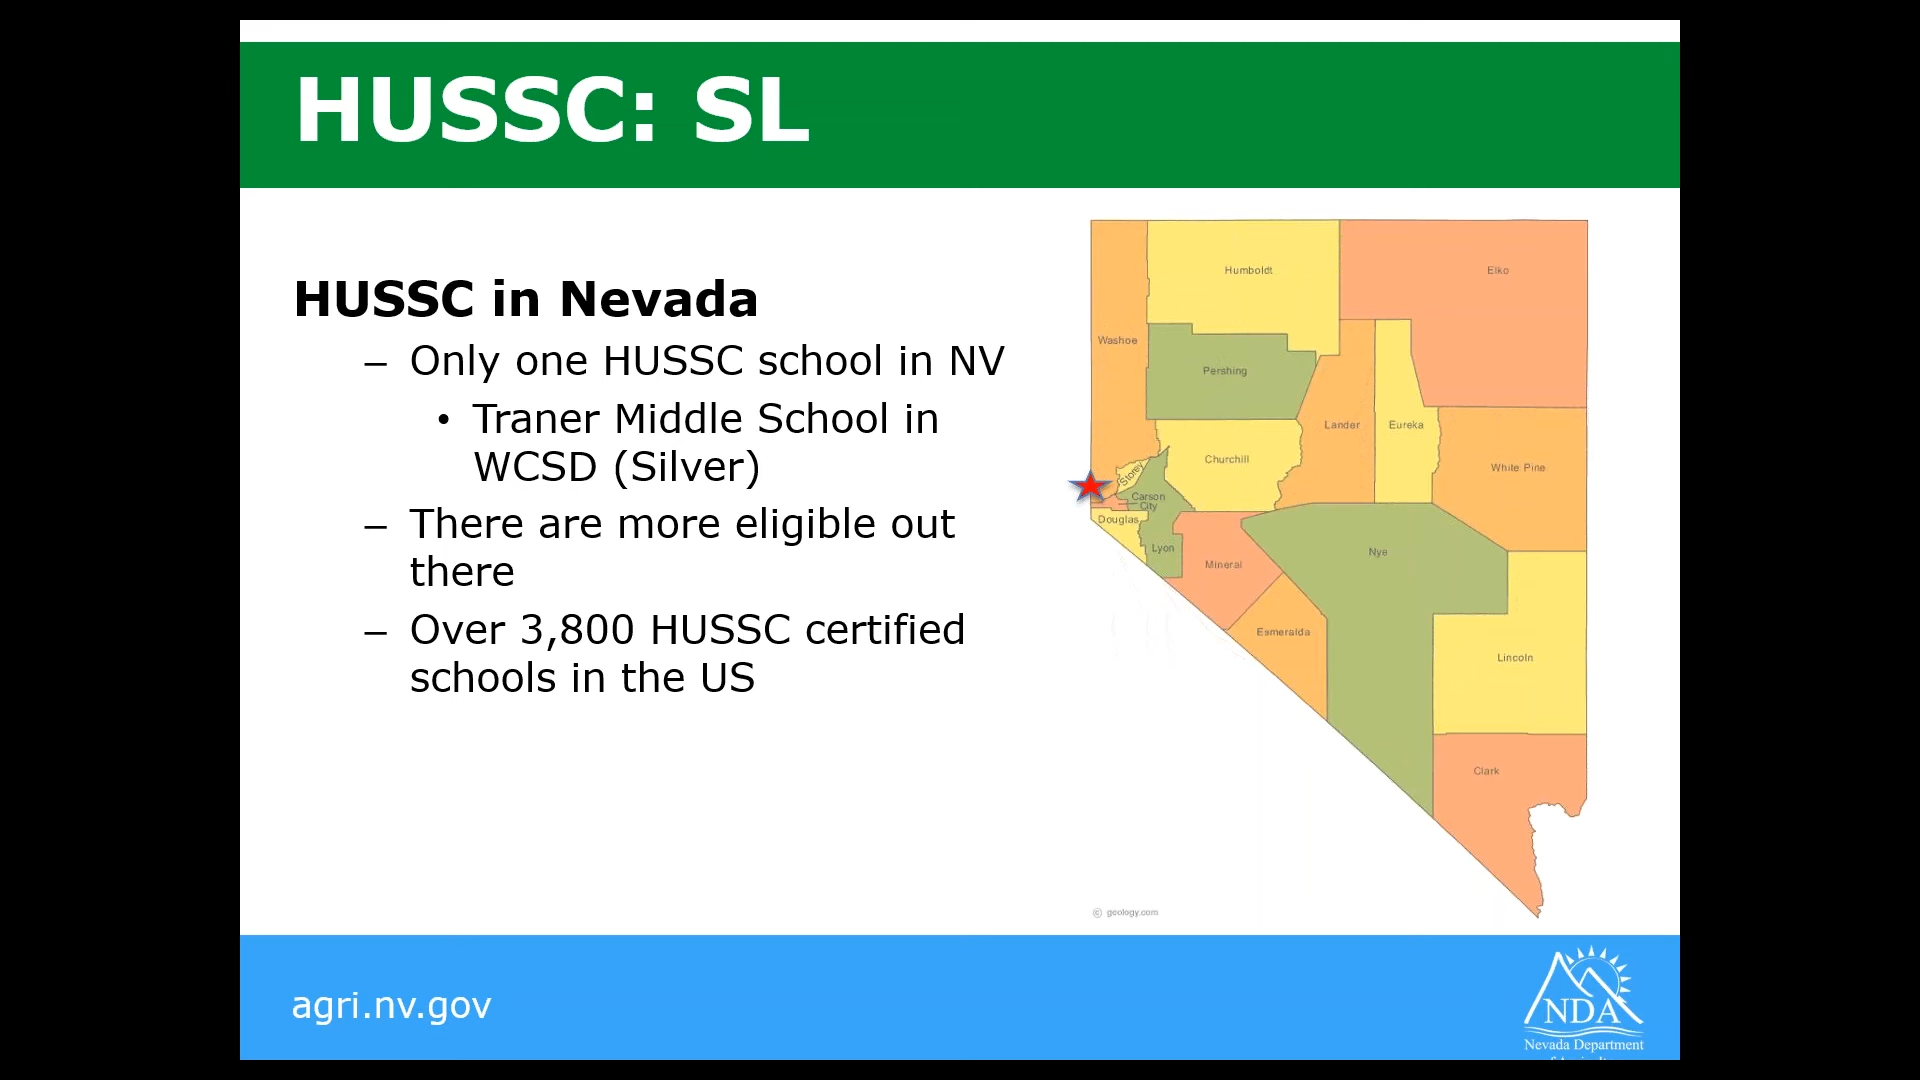 HUSSC: SL
HUSSC in Nevada
– Only one HUSSC school in NV
• Traner Middle School in
WCSD (Silver)
– There are more eligible out
there
– Over 3,800 HUSSC certified
schools in the US
Humboldt
Elko
Washoe
Pershing
Lander
Eureka
Churchill
White Pine
Storey
Carson
City
Douglas
Lyon
Mineral
Nye
Esmeralda
Lincoln
Clark
© geology.com
agri.nv.gov
NDA
Nevada Department